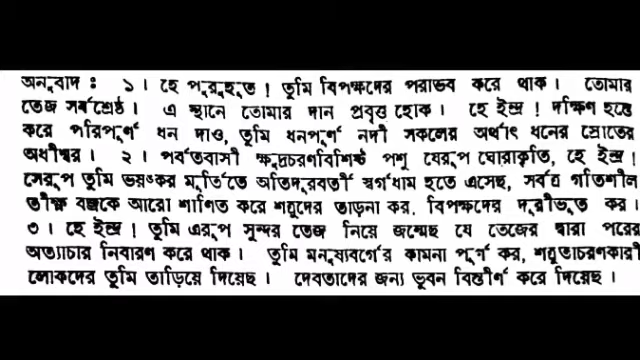 অনুবাদ : ১। হে পুরুহূত ! তুমি বিপক্ষদের পরাভব করে থাক। তোমার
তেজ সর্বশ্রেষ্ঠ। এ স্থানে তোমার দান প্রবৃত্ত হোক। হে ইন্দ্র ! দক্ষিণ হস্তে
করে পরিপূর্ণ ধন দাও, তুমি ধনপূর্ণ নদী সকলের অর্থাৎ ধনের স্রোতের
অধীশ্বর। ২। পর্বতবাসী ক্ষুদ্রচরণবিশিষ্ট পশু যেরূপ ঘোরাকৃতি, হে ইন্দ্র !
সেরূপ তুমি ভয়ঙ্কর মূর্তিতে অতিদূরবর্তী স্বর্গধাম হতে এসেছ, সর্বত্র গতিশীল
তীক্ষ্ণ বজ্রকে আরো শাণিত করে শত্রুদের তাড়না কর, বিপক্ষদের দূরীভূত কর।
৩। হে ইন্দ্র ! তুমি এরূপ সুন্দর তেজ নিয়ে জন্মেছ যে তেজের দ্বারা পরের
অত্যাচার নিবারণ করে থাক। তুমি মনুষ্যবর্গের কামনা পূর্ণ কর, শত্রুতাচরণকারী
লোকদের তুমি তাড়িয়ে দিয়েছ। দেবতাদের জন্য ভুবন বিস্তীর্ণ করে দিয়েছ।